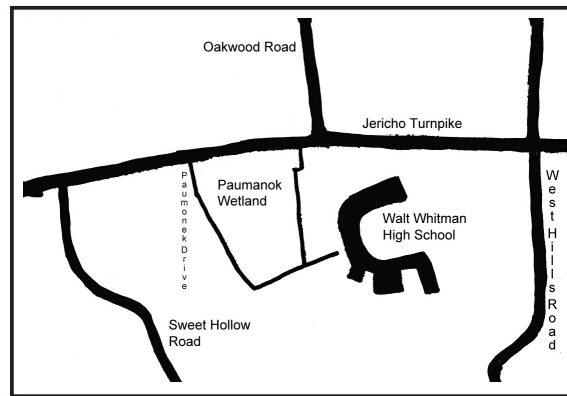 Oakwood Road
Jericho Turnpike
Paumonek Drive
Paumanok
Wetland
Walt Whitman
High School
West Hills Road
Sweet Hollow
Road